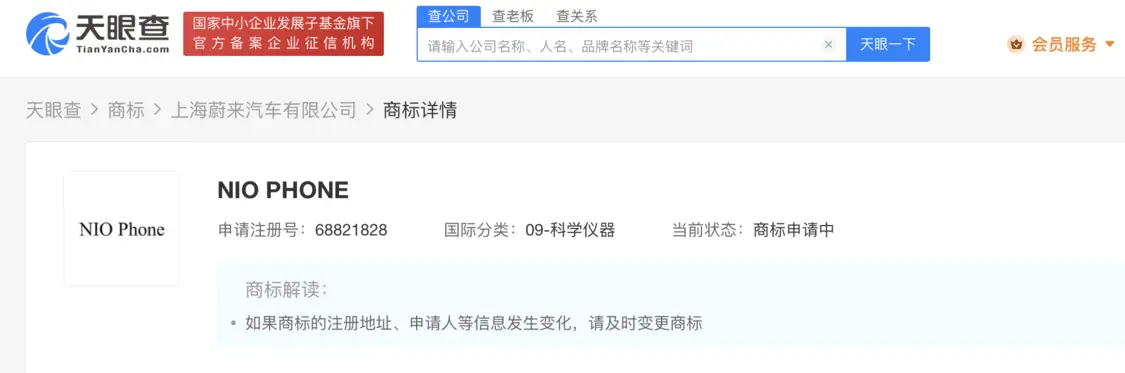 天眼查
TianYanCha.com
国家中小企业发展子基金旗下
官方备案企业征信机构
查公司 查老板 查关系
请输入公司名称、人名、品牌名称等关键词 ×
天眼一下
会员服务
天眼查 > 商标 > 上海蔚来汽车有限公司 > 商标详情
NIO Phone
NIO PHONE
申请注册号：68821828 国际分类：09-科学仪器 当前状态：商标申请中
商标解读：
• 如果商标的注册地址、申请人等信息发生变化，请及时变更商标